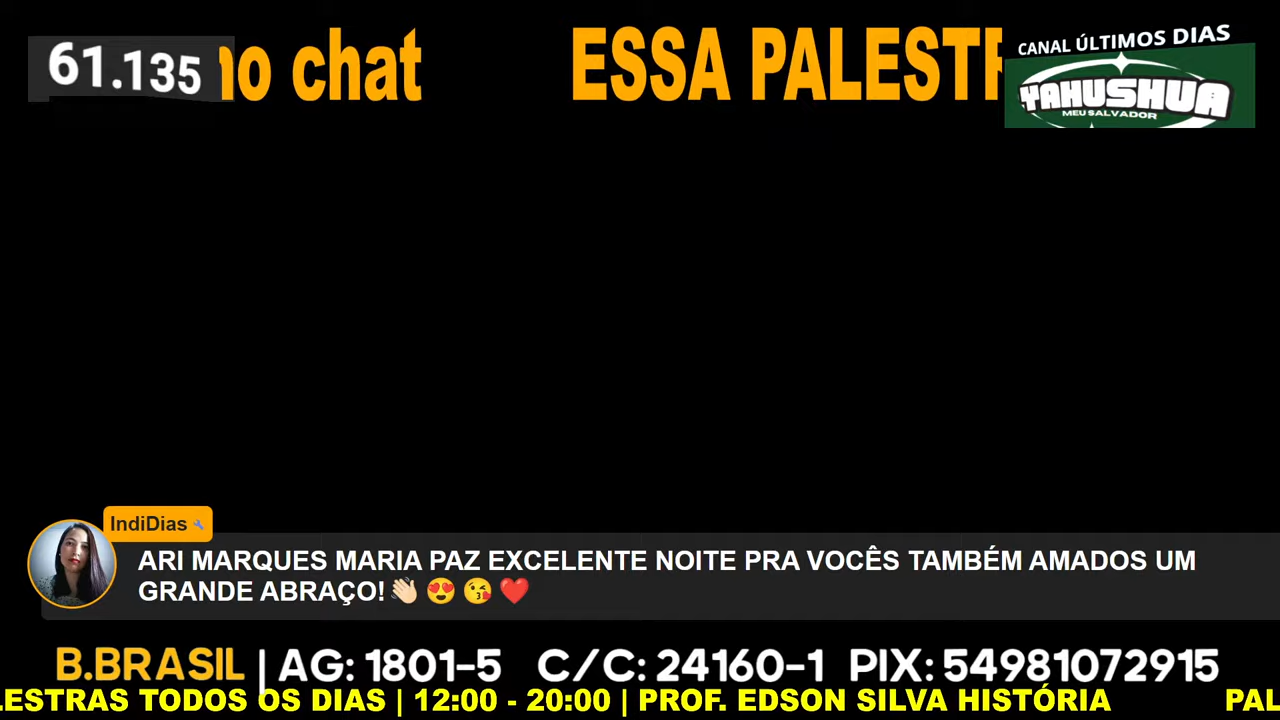 61.135
no chat
ESSA PALESTR
CANAL ÚLTIMOS DIAS
YAHUSHUA
MEU SALVADOR
IndiDias
ARI MARQUES MARIA PAZ EXCELENTE NOITE PRA VOCÊS TAMBÉM AMADOS UM
GRANDE ABRAÇO!👋🏻😍😘❤️
B.BRASIL | AG: 1801-5 C/C: 24160-1 PIX: 54981072915
LESTRAS TODOS OS DIAS | 12:00 - 20:00 | PROF. EDSON SILVA HISTÓRIA PAL